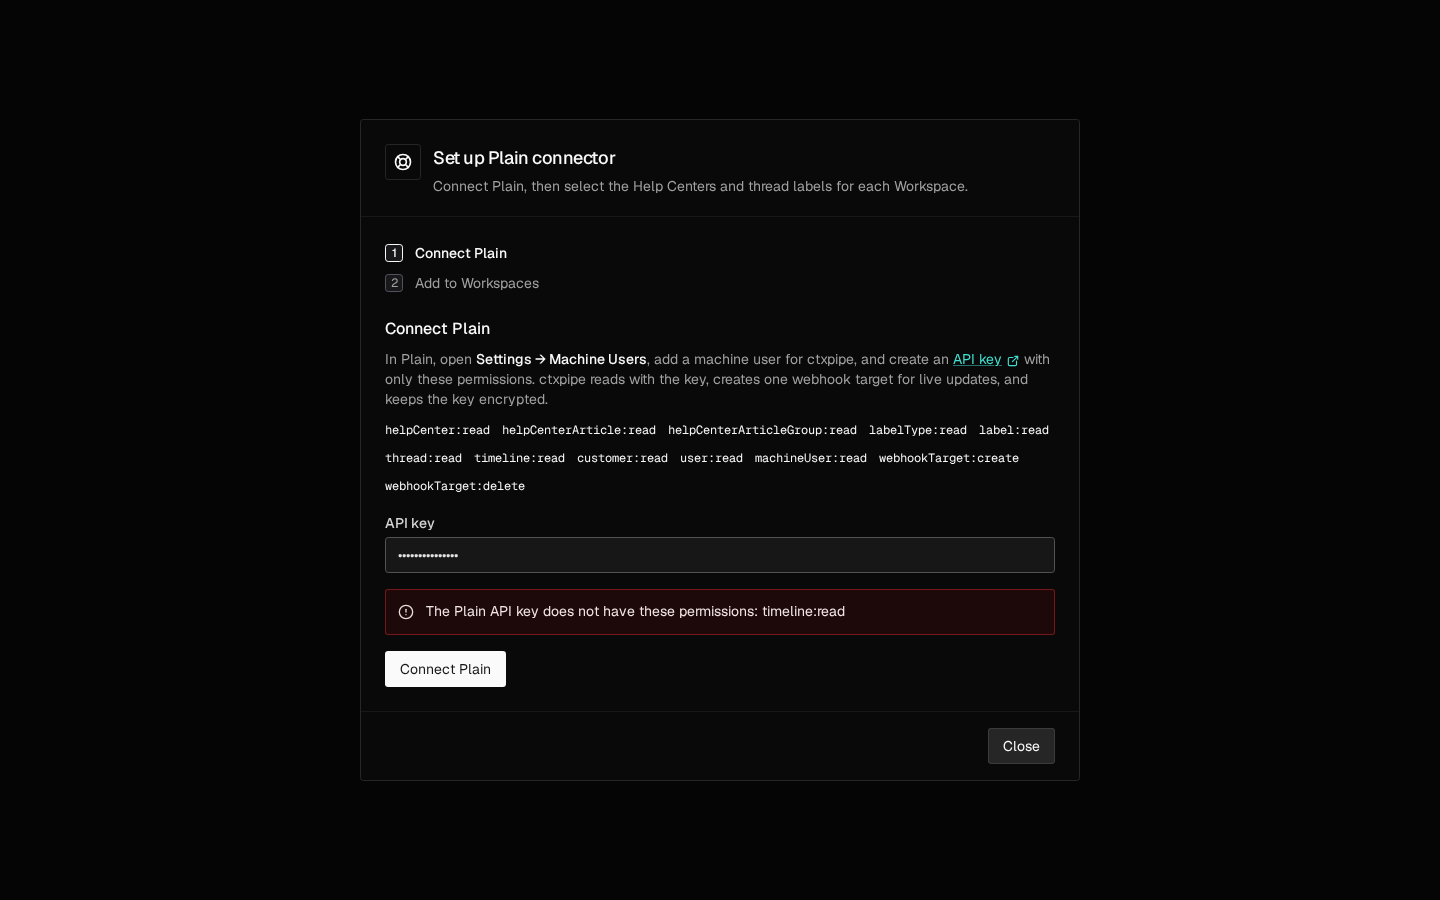 Set up Plain connector
Connect Plain, then select the Help Centers and thread labels for each Workspace.
1 Connect Plain
2 Add to Workspaces
Connect Plain
In Plain, open Settings → Machine Users, add a machine user for ctxpipe, and create an API key with
only these permissions. ctxpipe reads with the key, creates one webhook target for live updates, and
keeps the key encrypted.
helpCenter:read helpCenterArticle:read helpCenterArticleGroup:read labelType:read label:read
thread:read timeline:read customer:read user:read machineUser:read webhookTarget:create
webhookTarget:delete
API key
•••••••••••••••
The Plain API key does not have these permissions: timeline:read
Connect Plain
Close